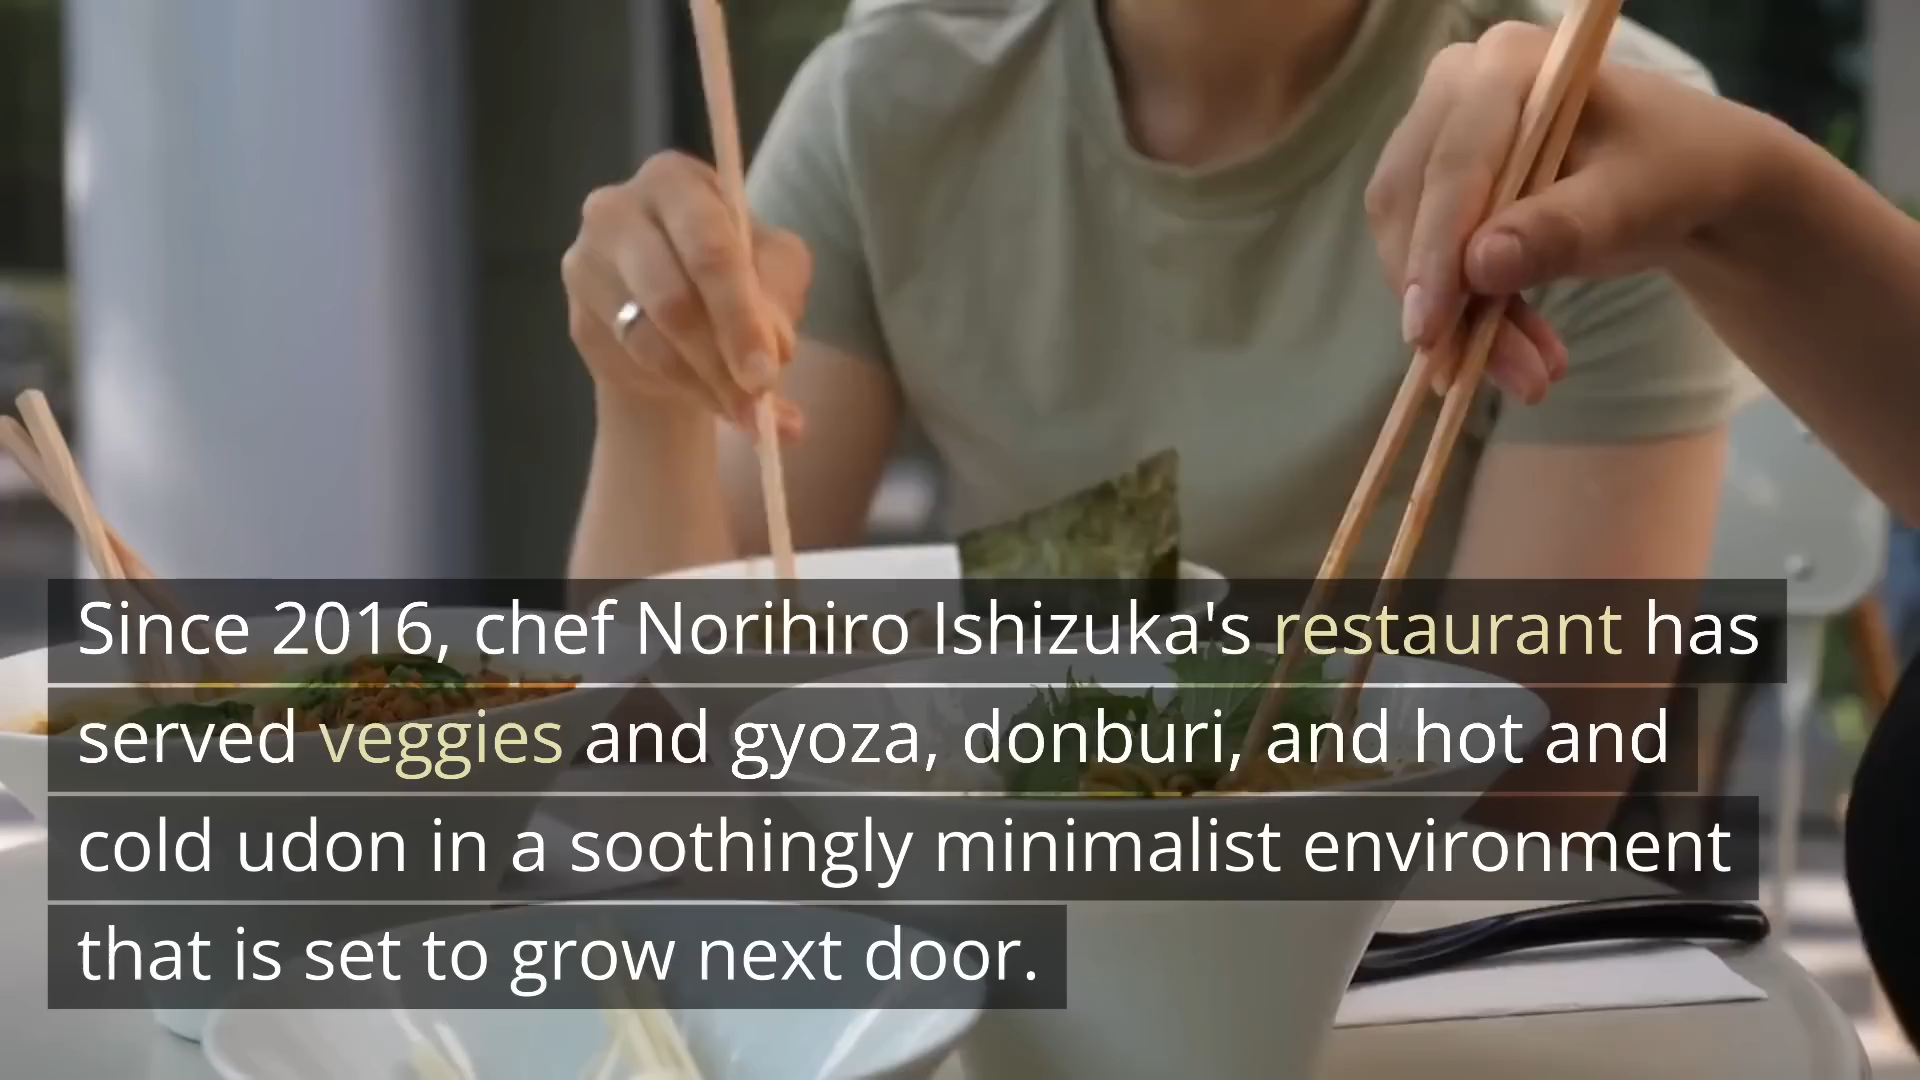 Since 2016, chef Norihiro Ishizuka's restaurant has
served veggies and gyoza, donburi, and hot and
cold udon in a soothingly minimalist environment
that is set to grow next door.